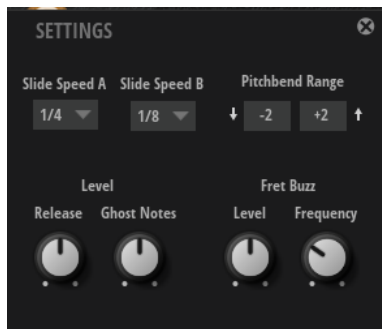 SETTINGS
Slide Speed A Slide Speed B Pitchbend Range
1/4 1/8 -2 +2
Level Fret Buzz
Release Ghost Notes Level Frequency